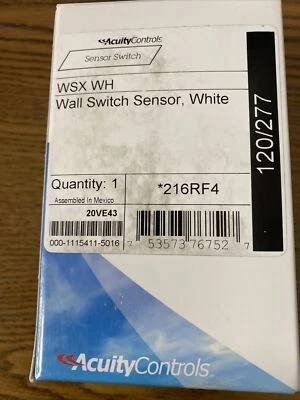 AcuityControls
Sensor Switch
WSX WH
Wall Switch Sensor, White
120/277
Quantity: 1
*216RF4
Assembled In Mexico
20VE43
000-1115411-5016
7 53573 76752 7
AcuityControls